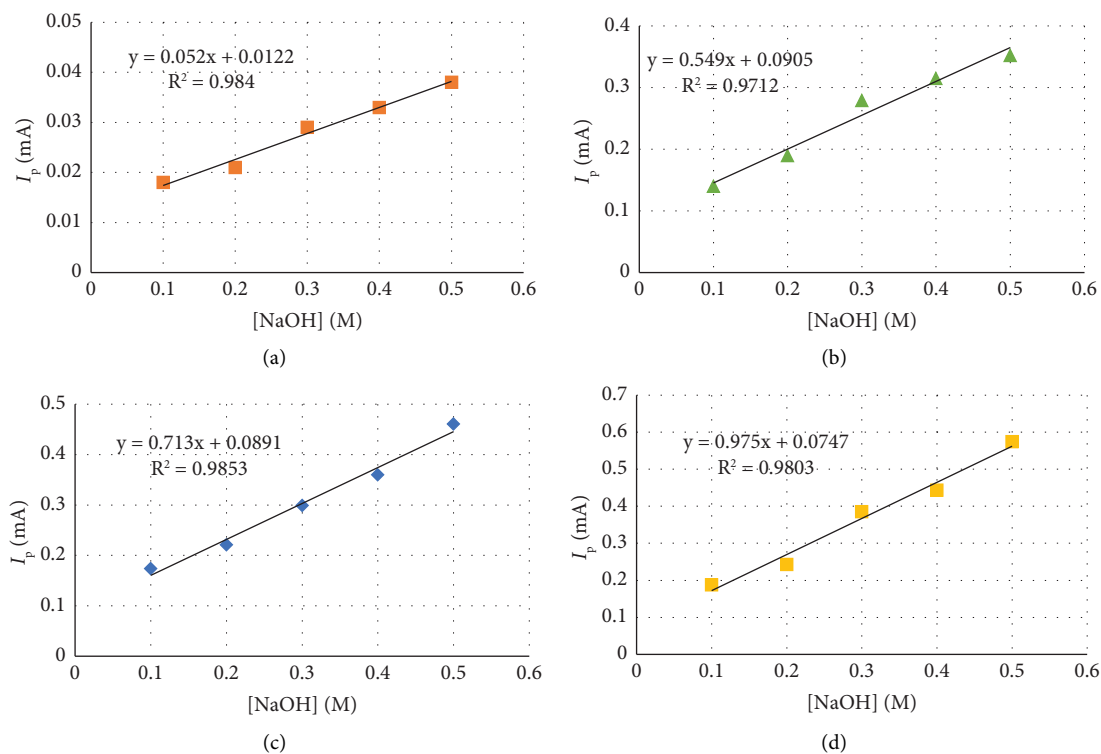 0.05
0.04
0.03
0.02
0.01
0
y = 0.052x + 0.0122
R² = 0.984
Iₚ (mA)
0 0.1 0.2 0.3 0.4 0.5 0.6
[NaOH] (M)
(a)
0.4
0.3
0.2
0.1
0
y = 0.549x + 0.0905
R² = 0.9712
Iₚ (mA)
0 0.1 0.2 0.3 0.4 0.5 0.6
[NaOH] (M)
(b)
0.5
0.4
0.3
0.2
0.1
0
y = 0.713x + 0.0891
R² = 0.9853
Iₚ (mA)
0 0.1 0.2 0.3 0.4 0.5 0.6
[NaOH] (M)
(c)
0.7
0.6
0.5
0.4
0.3
0.2
0.1
0
y = 0.975x + 0.0747
R² = 0.9803
Iₚ (mA)
0 0.1 0.2 0.3 0.4 0.5 0.6
[NaOH] (M)
(d)